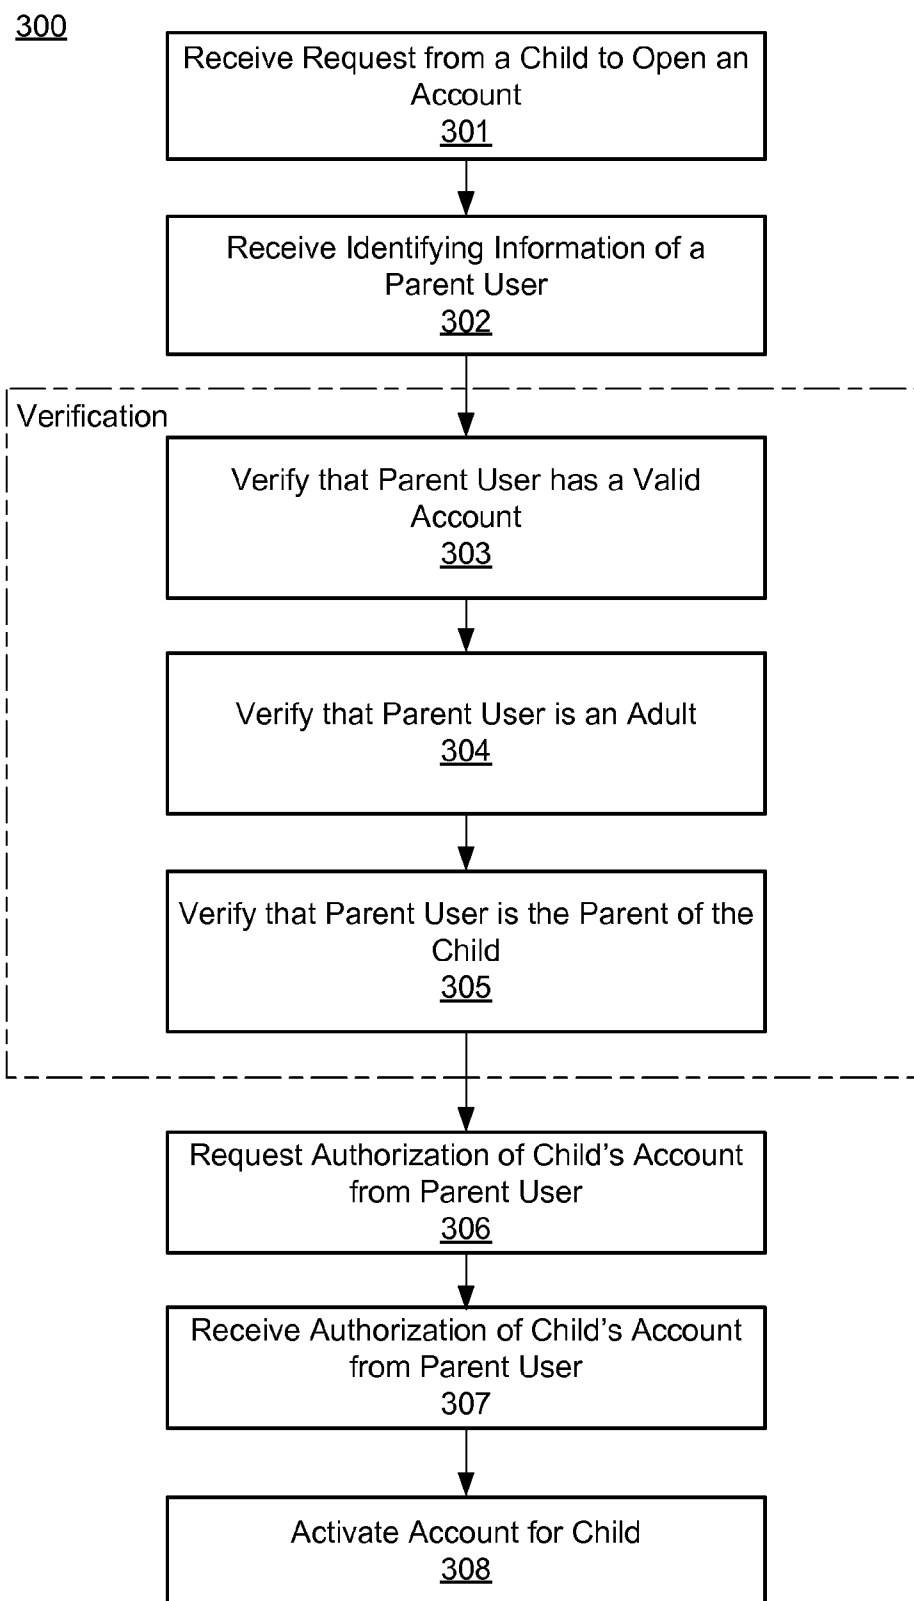 300
Receive Request from a Child to Open an
Account
301
Receive Identifying Information of a
Parent User
302
Verification
Verify that Parent User has a Valid
Account
303
Verify that Parent User is an Adult
304
Verify that Parent User is the Parent of the
Child
305
Request Authorization of Child's Account
from Parent User
306
Receive Authorization of Child's Account
from Parent User
307
Activate Account for Child
308